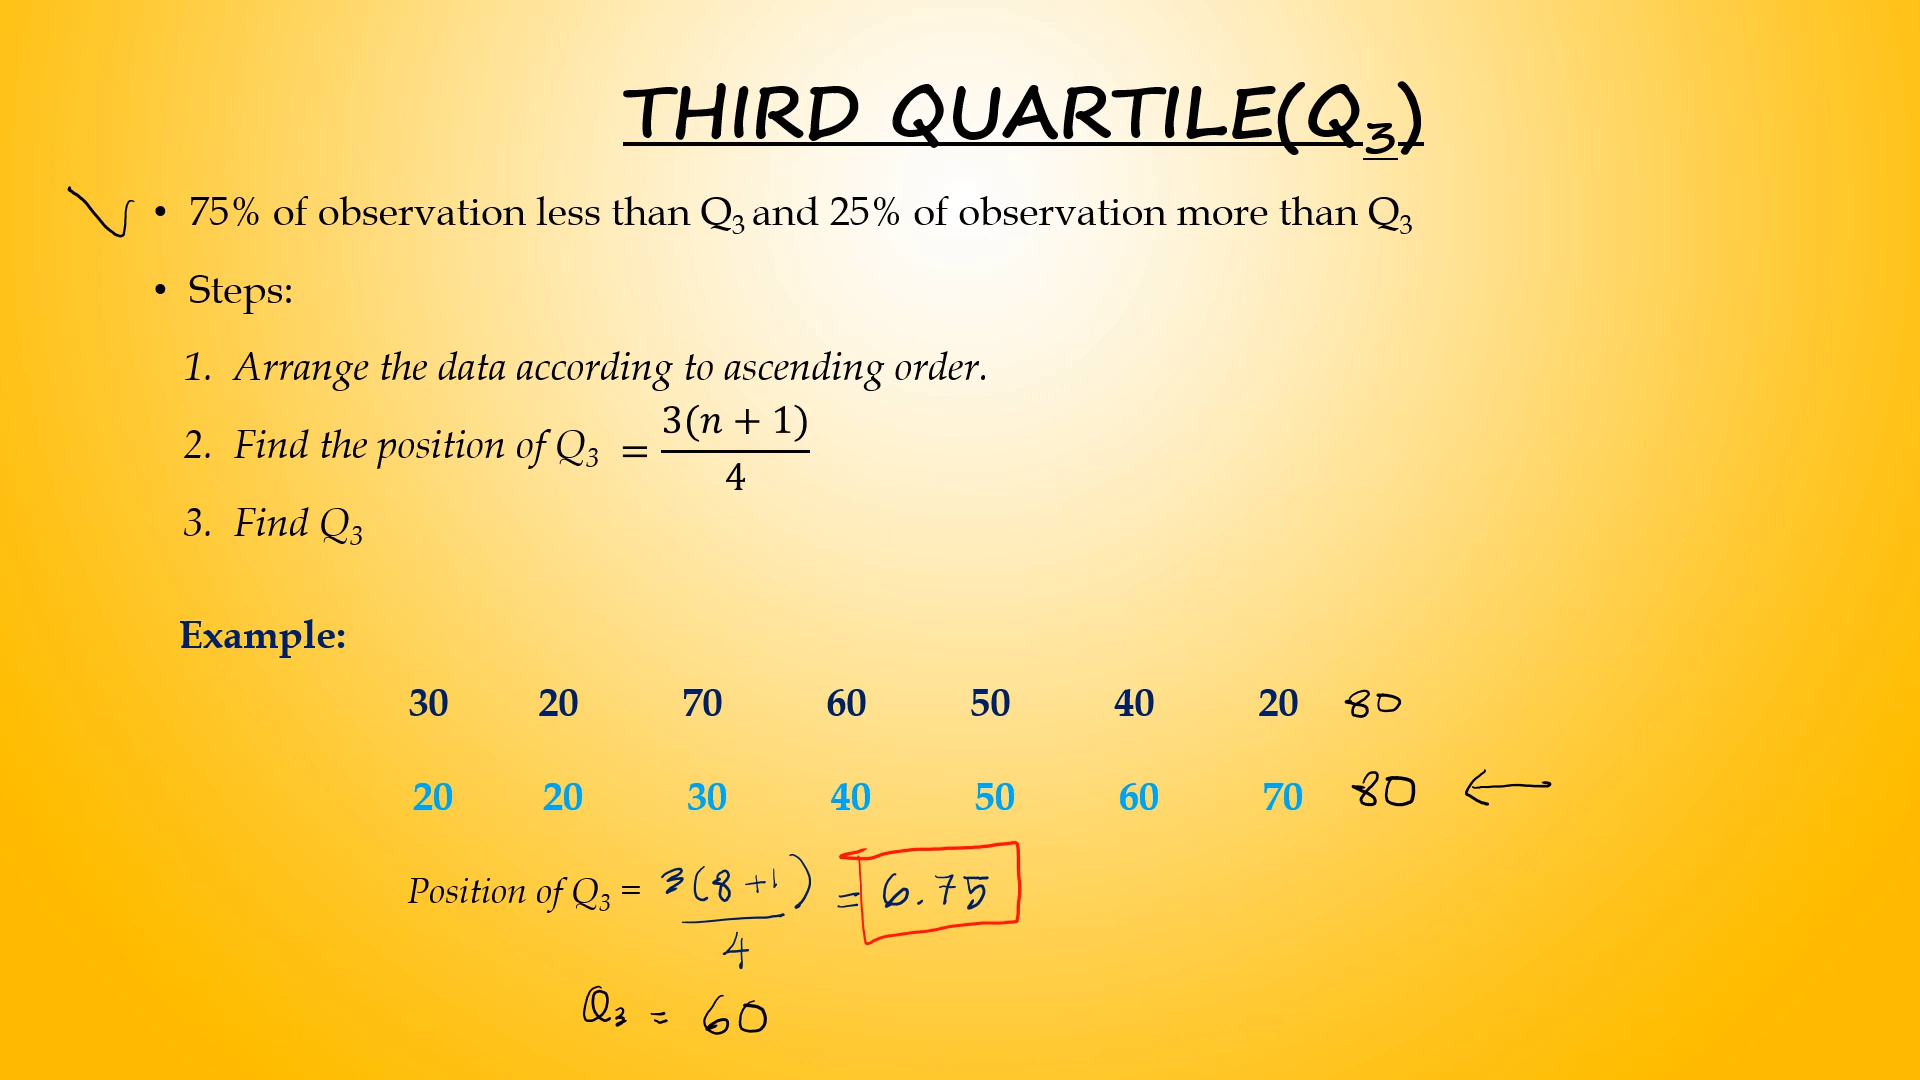 THIRD QUARTILE(Q₃)
• 75% of observation less than Q₃ and 25% of observation more than Q₃
• Steps:
1. Arrange the data according to ascending order.
2. Find the position of Q₃ = 3(n + 1) / 4
3. Find Q₃
Example:
30 20 70 60 50 40 20 80
20 20 30 40 50 60 70 80
Position of Q₃ = 3(8+1) / 4 = 6.75
Q₃ = 60